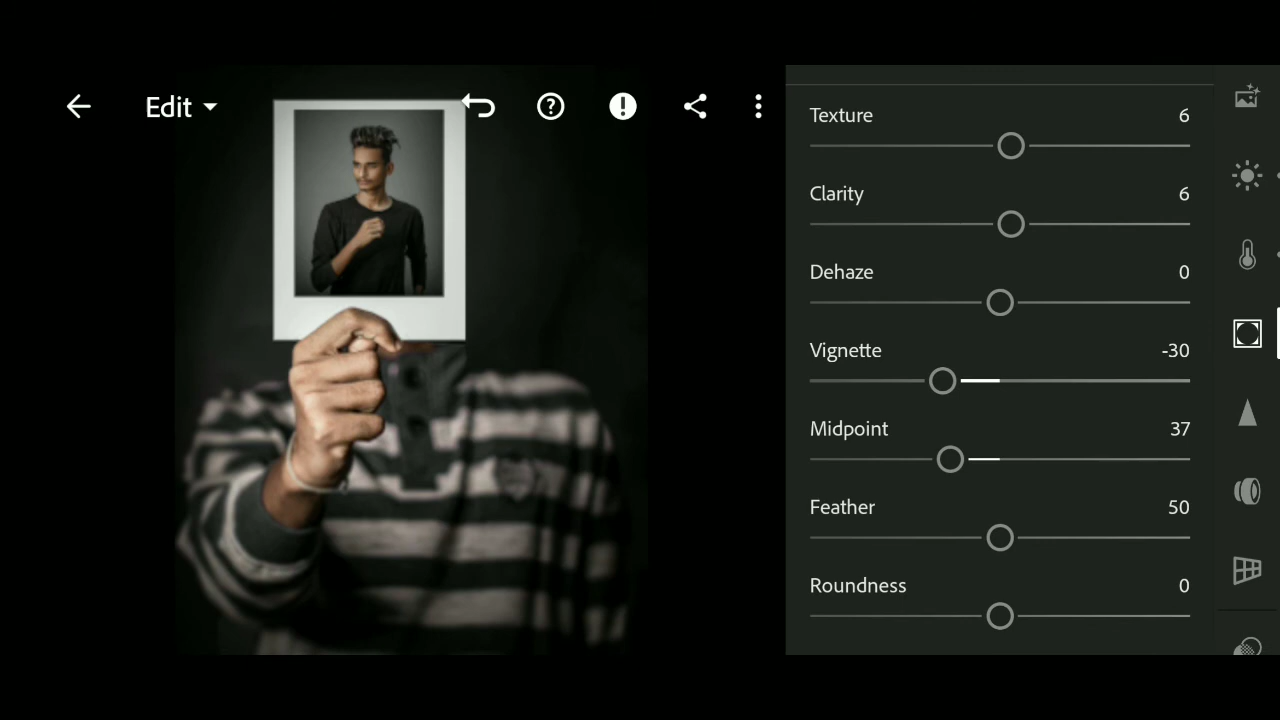 Edit
Texture 6
Clarity 6
Dehaze 0
Vignette -30
Midpoint 37
Feather 50
Roundness 0